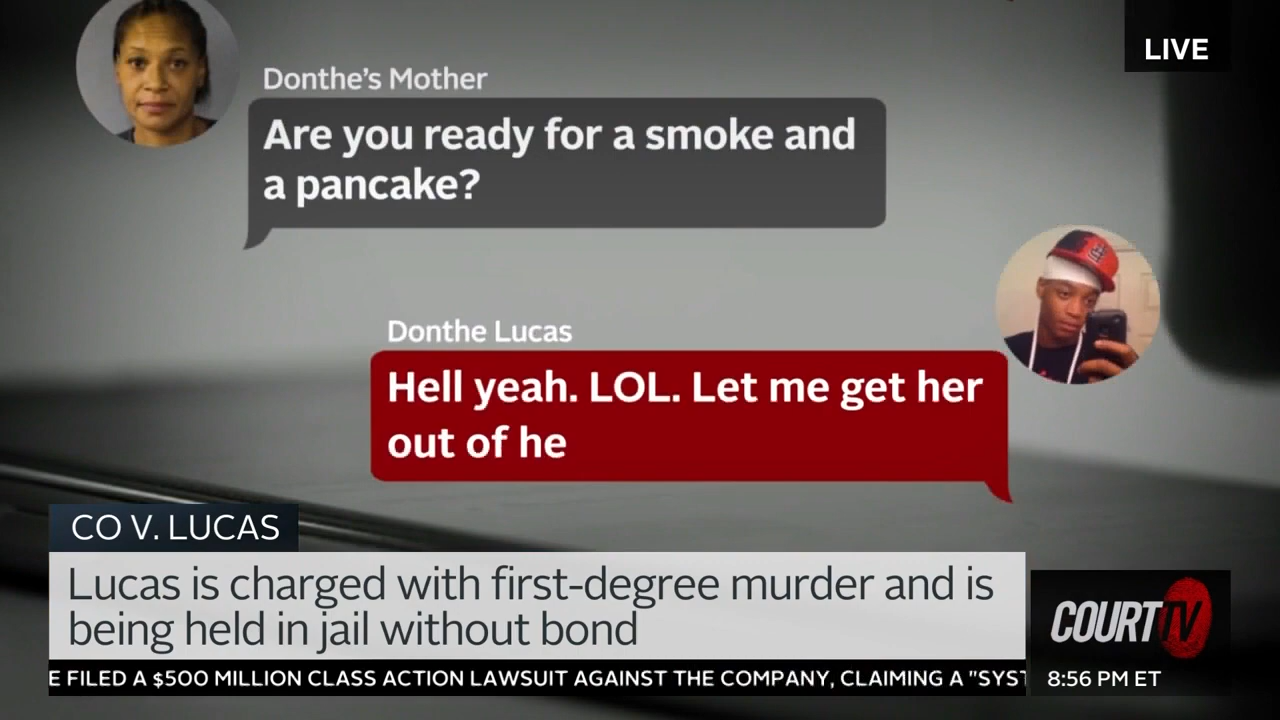 LIVE
Donthe's Mother
Are you ready for a smoke and
a pancake?
Donthe Lucas
Hell yeah. LOL. Let me get her
out of he
CO V. LUCAS
Lucas is charged with first-degree murder and is
being held in jail without bond
COURT TV
E FILED A $500 MILLION CLASS ACTION LAWSUIT AGAINST THE COMPANY, CLAIMING A "SYST
8:56 PM ET